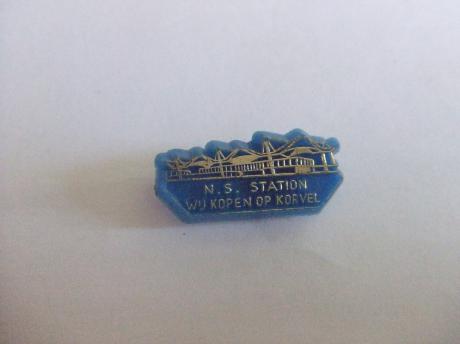 N.S. STATION
WIJ KOPEN OP KORVEL